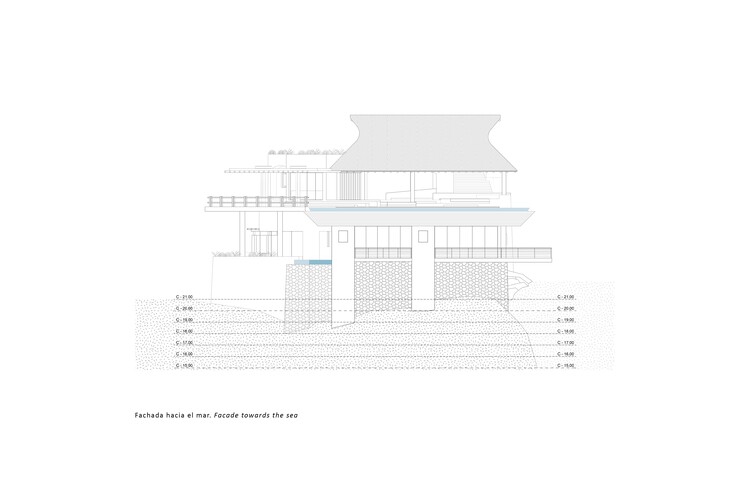 C - 21.00 C - 21.00
C - 20.00 C - 20.00
C - 19.00 C - 19.00
C - 18.00 C - 18.00
C - 17.00 C - 17.00
C - 16.00 C - 16.00
C - 15.00 C - 15.00
Fachada hacia el mar. Facade towards the sea